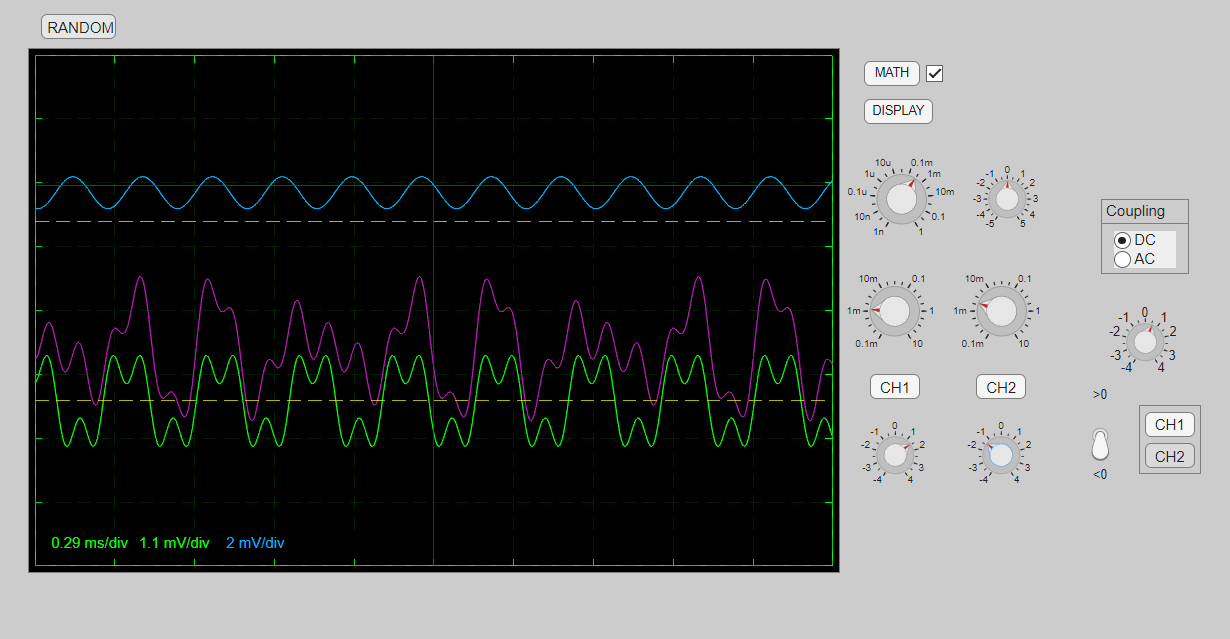 RANDOM
MATH
DISPLAY
10u 0.1m
1u 1m
0.1u 10m
10n 0.1
1n 1
0
-1 1
-2 2
-3 3
-4 4
-5 5
Coupling
DC
AC
10m 0.1
1m 1
0.1m 10
10m 0.1
1m 1
0.1m 10
0
-1 1
-2 2
-3 3
-4 4
CH1
CH2
>0
<0
0
-1 1
-2 2
-3 3
-4 4
0
-1 1
-2 2
-3 3
-4 4
CH1
CH2
0.29 ms/div 1.1 mV/div 2 mV/div